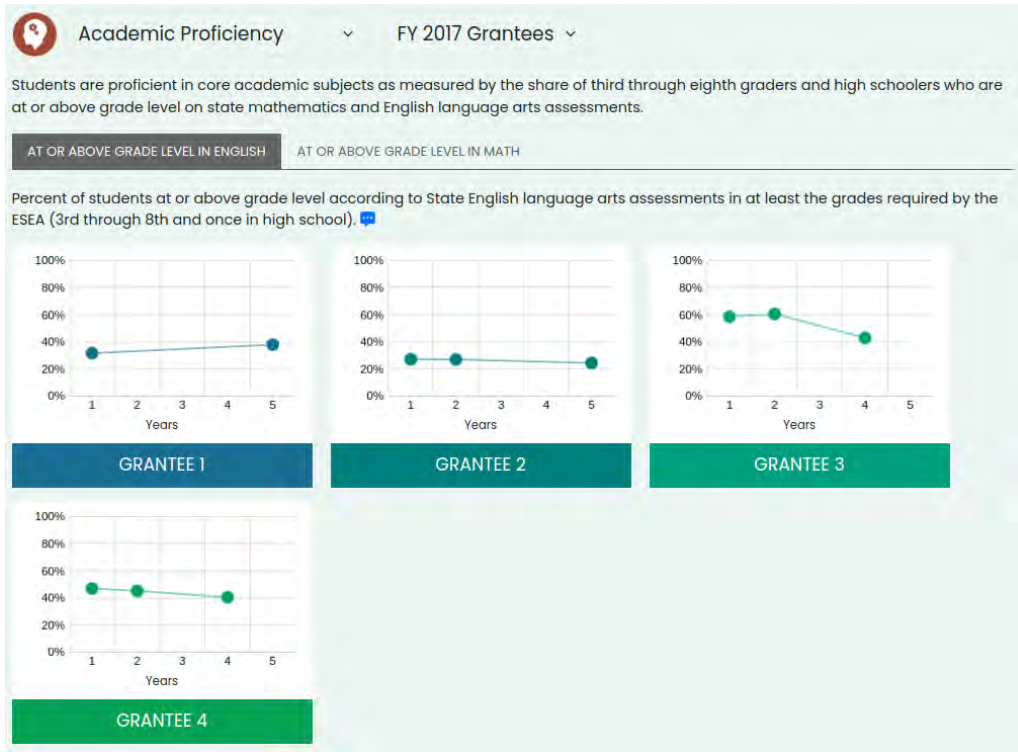 Academic Proficiency FY 2017 Grantees
Students are proficient in core academic subjects as measured by the share of third through eighth graders and high schoolers who are
at or above grade level on state mathematics and English language arts assessments.
AT OR ABOVE GRADE LEVEL IN ENGLISH AT OR ABOVE GRADE LEVEL IN MATH
Percent of students at or above grade level according to State English language arts assessments in at least the grades required by the
ESEA (3rd through 8th and once in high school).
100%
80%
60%
40%
20%
0%
1 2 3 4 5
Years
GRANTEE 1
100%
80%
60%
40%
20%
0%
1 2 3 4 5
Years
GRANTEE 2
100%
80%
60%
40%
20%
0%
1 2 3 4 5
Years
GRANTEE 3
100%
80%
60%
40%
20%
0%
1 2 3 4 5
Years
GRANTEE 4